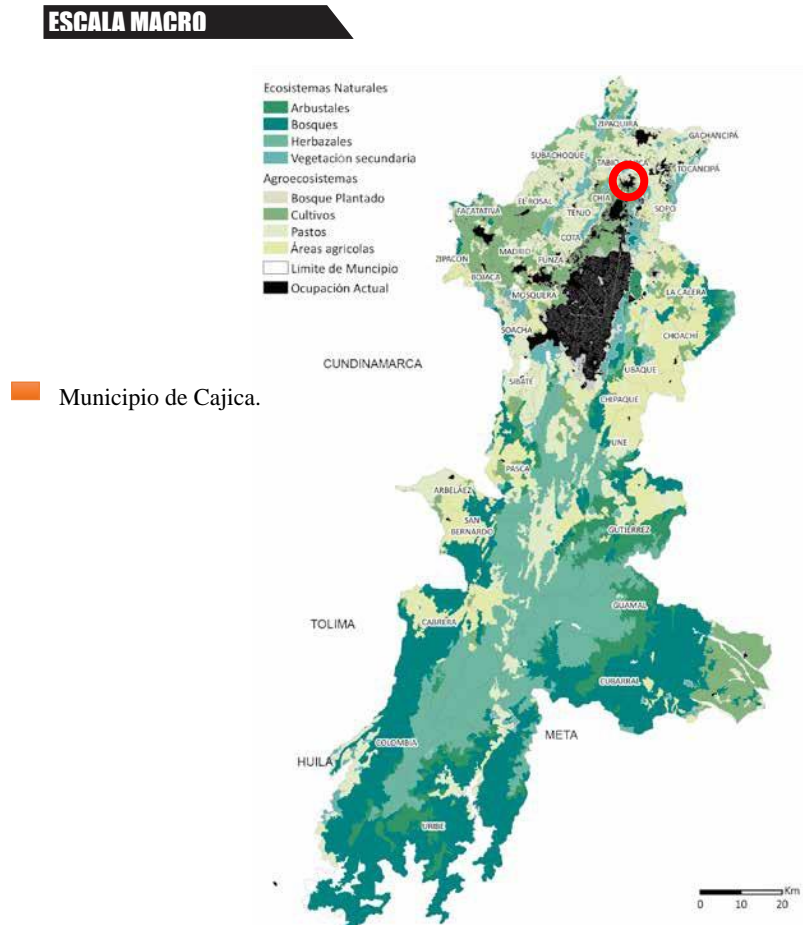 ESCALA MACRO
Ecosistemas Naturales
Arbustales
Bosques
Herbazales
Vegetación secundaria
Agroecosistemas
Bosque Plantado
Cultivos
Pastos
Áreas agricolas
Limite de Muncipio
Ocupación Actual
ZIPAQUIRA
GACHANCIPÁ
SUBACHOQUE
TABIO
TOCANCIPÁ
EL ROSAL
CHIA
SOPÓ
FACATATIVÁ
TENJO
COTA
MADRID
FUNZA
ZIPACON
BOJACA
MOSQUERA
LA CALERA
SOACHA
CHOACHÍ
CUNDINAMARCA
UBAQUE
SIBATÉ
Municipio de Cajica.
CHIPAQUE
UNE
PASCA
ARBELÁEZ
SAN
BERNARDO
GUTIERREZ
GUAMAL
TOLIMA
CABRERA
CUBARRAL
META
COLOMBIA
HUILA
URIBE
Km
0 10 20